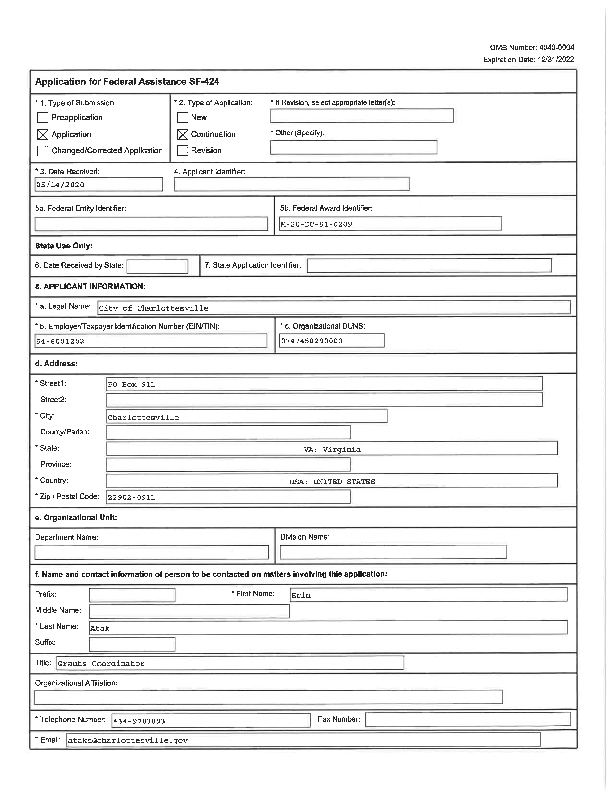 OMB Number: 4040-0004
Expiration Date: 12/31/2022
Application for Federal Assistance SF-424
* 1. Type of Submission: * 2. Type of Application: * If Revision, select appropriate letter(s):
Preapplication New
Application Continuation * Other (Specify):
Changed/Corrected Application Revision
* 3. Date Received: 4. Applicant Identifier:
05/14/2020
5a. Federal Entity Identifier: 5b. Federal Award Identifier:
State Use Only:
6. Date Received by State: 7. State Application Identifier:
8. APPLICANT INFORMATION:
* a. Legal Name: City of Charlottesville
* b. Employer/Taxpayer Identification Number (EIN/TIN): * c. Organizational DUNS:
54-6001202
d. Address:
* Street1: PO Box 911
Street2:
* City: Charlottesville
County/Parish:
* State: VA: Virginia
Province:
* Country: USA: UNITED STATES
* Zip / Postal Code: 22902-0911
e. Organizational Unit:
Department Name: Division Name:
f. Name and contact information of person to be contacted on matters involving this application:
Prefix: * First Name: Erin
Middle Name:
* Last Name: Atak
Suffix:
Title: Grants Coordinator
Organizational Affiliation:
* Telephone Number: Fax Number:
* Email: atake@charlottesville.gov